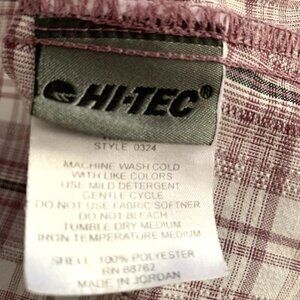 HI-TEC®
STYLE 0324
MACHINE WASH COLD
WITH LIKE COLORS
USE MILD DETERGENT
GENTLE CYCLE
DO NOT USE FABRIC SOFTNER
DO NOT BLEACH
TUMBLE DRY MEDIUM
IRON TEMPERATURE MEDIUM
SHELL: 100% POLYESTER
RN 88762
MADE IN JORDAN